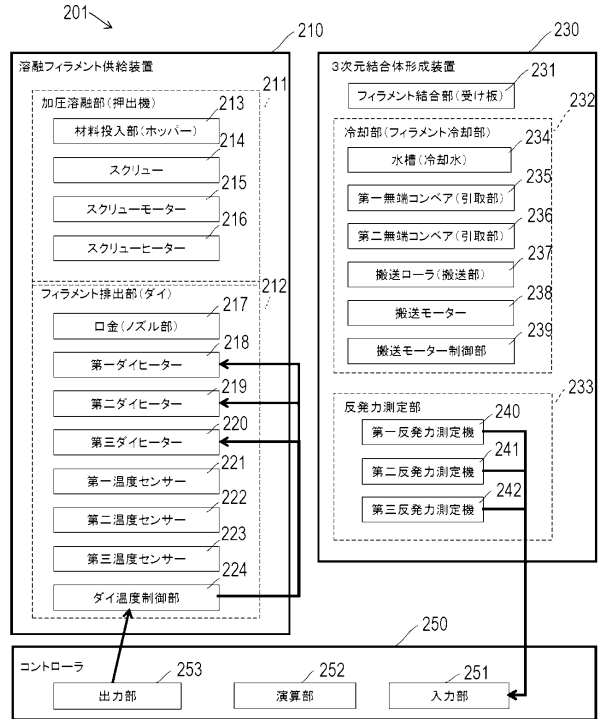 201
210
溶融フィラメント供給装置
211
加圧溶融部(押出機)
213
材料投入部(ホッパー)
214
スクリュー
215
スクリューモーター
216
スクリューヒーター
212
フィラメント排出部(ダイ)
217
口金(ノズル部)
218
第一ダイヒーター
219
第二ダイヒーター
220
第三ダイヒーター
221
第一温度センサー
222
第二温度センサー
223
第三温度センサー
224
ダイ温度制御部
230
3次元結合体形成装置
231
フィラメント結合部(受け板)
232
冷却部(フィラメント冷却部)
234
水槽(冷却水)
235
第一無端コンベア(引取部)
236
第二無端コンベア(引取部)
237
搬送ローラ(搬送部)
238
搬送モーター
239
搬送モーター制御部
233
反発力測定部
240
第一反発力測定機
241
第二反発力測定機
242
第三反発力測定機
250
コントローラ
253
出力部
252
演算部
251
入力部